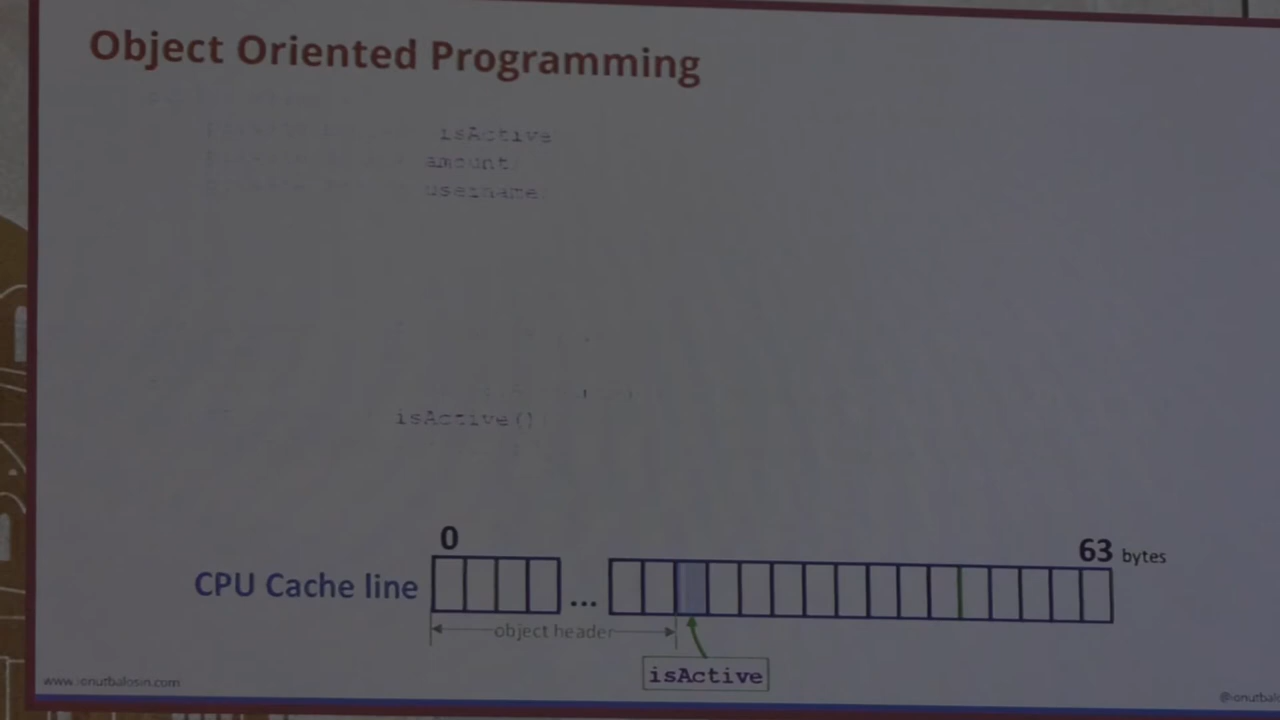 Object Oriented Programming
isActive
amount
username
isActive()
0
63 bytes
CPU Cache line
...
object header
isActive
www.ionutbalosin.com
@ionutbal